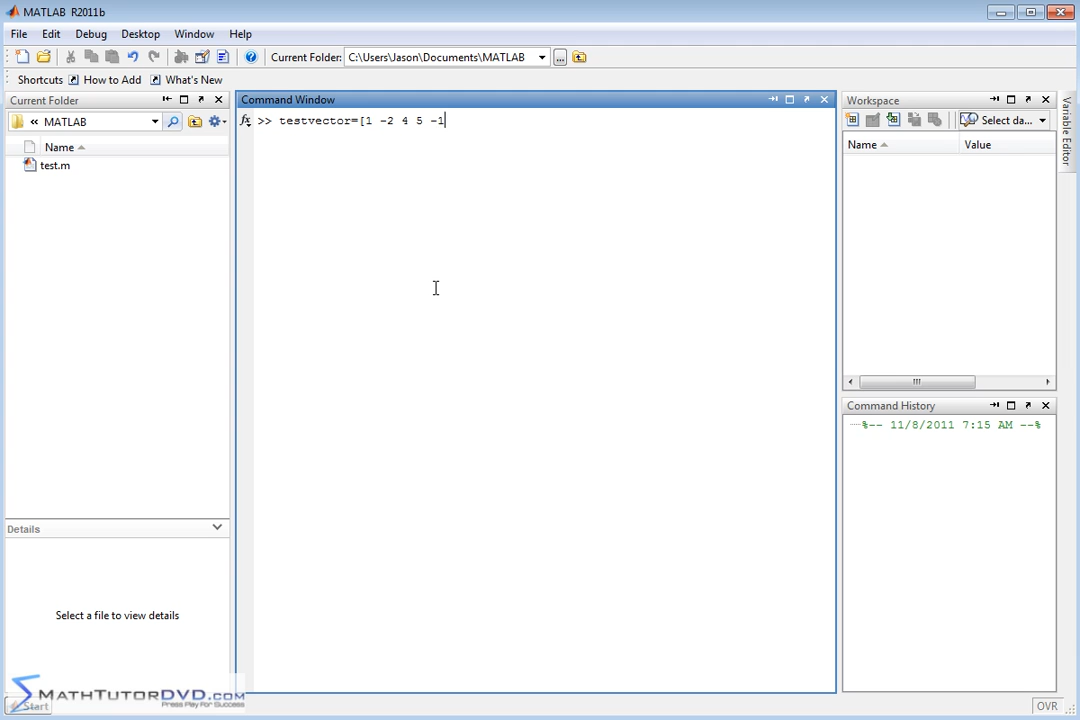 MATLAB R2011b
File Edit Debug Desktop Window Help
Current Folder: C:\Users\Jason\Documents\MATLAB ...
Shortcuts How to Add What's New
Current Folder
« MATLAB
Name
test.m
Details
Select a file to view details
Command Window
fx >> testvector=[1 -2 4 5 -1
Workspace
Select da...
Name Value
Variable Editor
Command History
%-- 11/8/2011 7:15 AM --%
MATHTUTORDVD.COM
Press Play For Success
Start
OVR